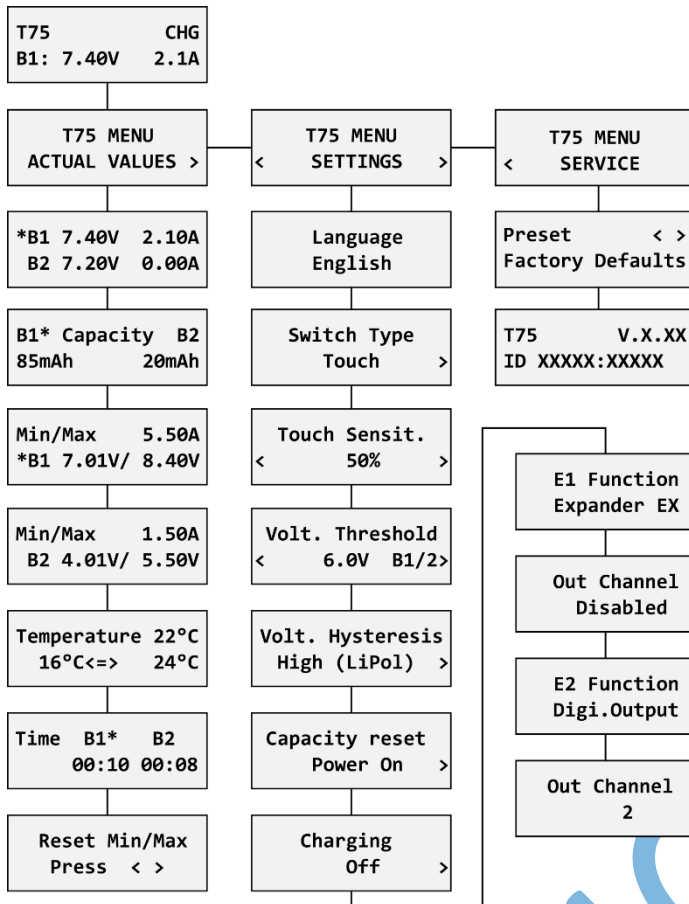 T75 CHG
B1: 7.40V 2.1A
T75 MENU
ACTUAL VALUES >
*B1 7.40V 2.10A
B2 7.20V 0.00A
B1* Capacity B2
85mAh 20mAh
Min/Max 5.50A
*B1 7.01V/ 8.40V
Min/Max 1.50A
B2 4.01V/ 5.50V
Temperature 22°C
16°C<=> 24°C
Time B1* B2
00:10 00:08
Reset Min/Max
Press < >
T75 MENU
< SETTINGS >
Language
English
Switch Type
Touch >
Touch Sensit.
< 50% >
Volt. Threshold
< 6.0V B1/2>
Volt. Hysteresis
High (LiPol) >
Capacity reset
Power On >
Charging
Off >
T75 MENU
< SERVICE
Preset < >
Factory Defaults
T75 V.X.XX
ID XXXXX:XXXXX
E1 Function
Expander EX
Out Channel
Disabled
E2 Function
Digi.Output
Out Channel
2